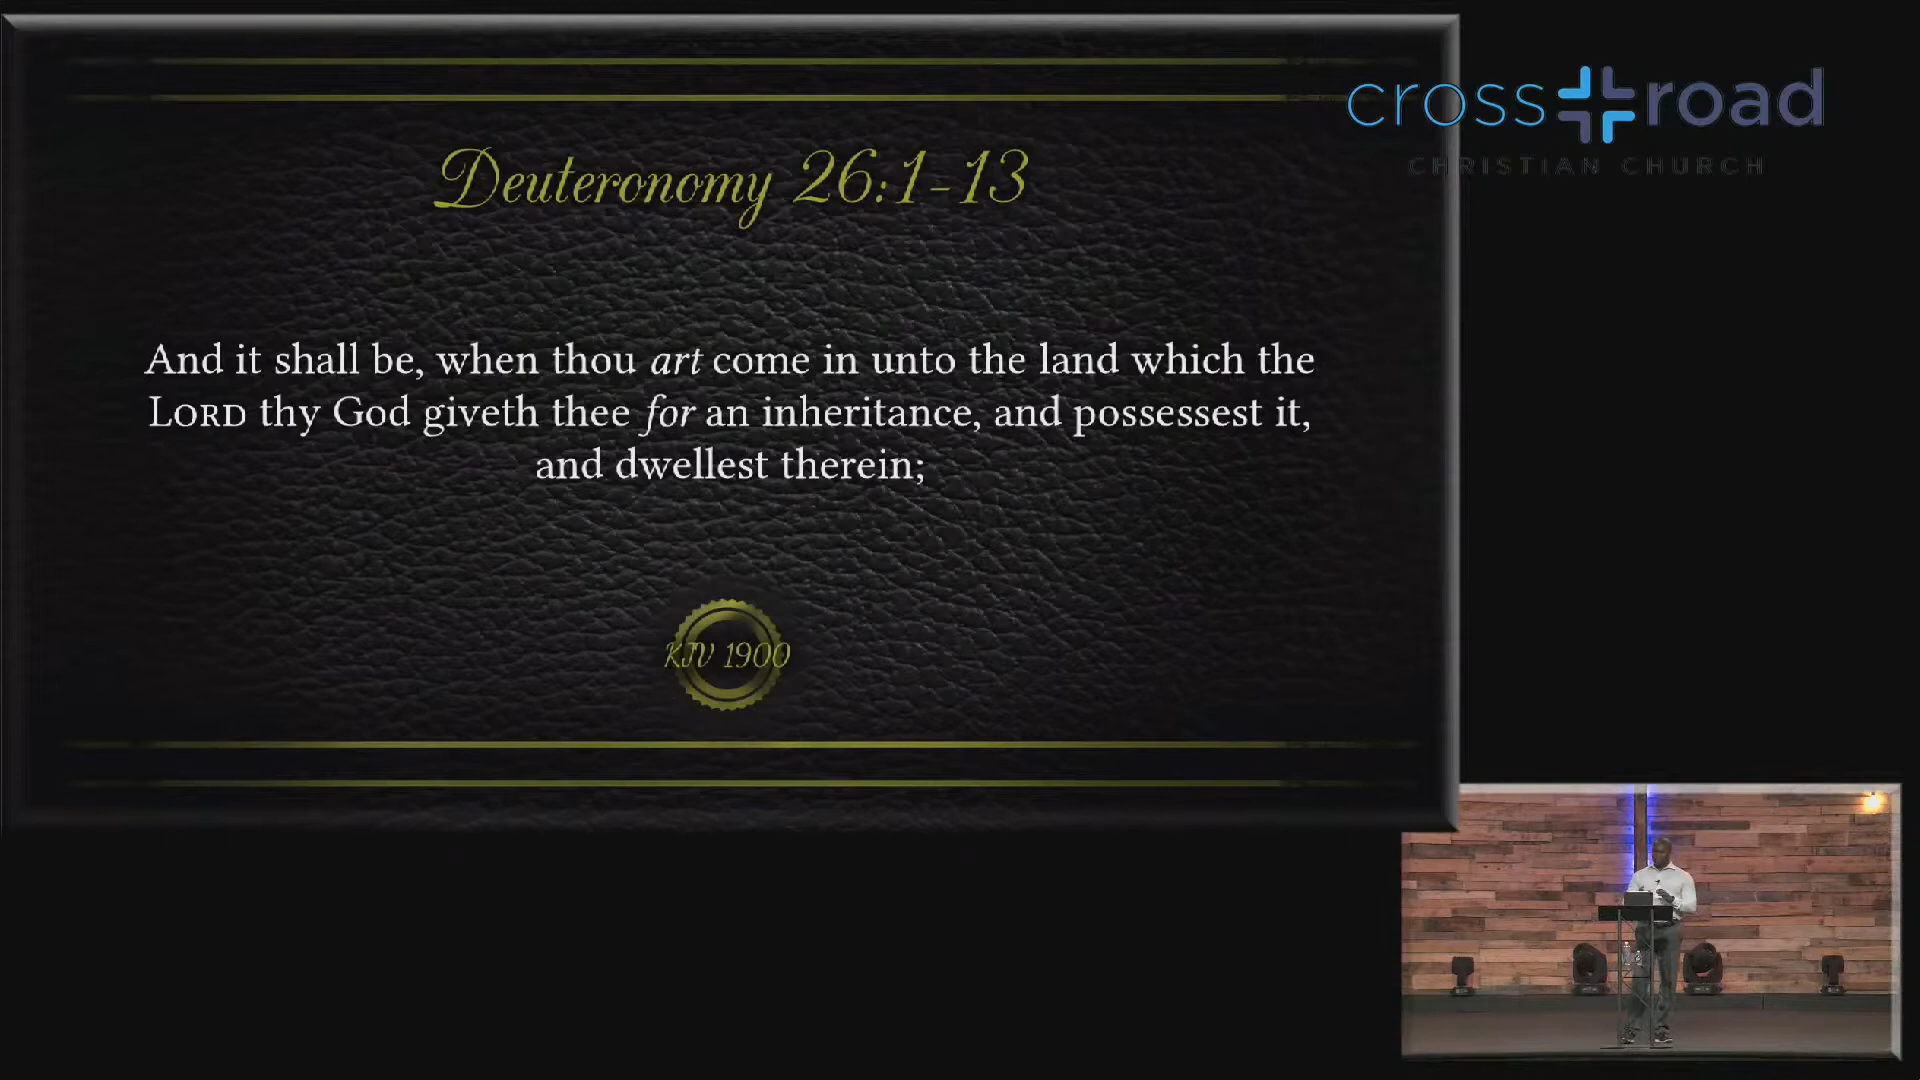 cross road
CHRISTIAN CHURCH
Deuteronomy 26:1-13
And it shall be, when thou art come in unto the land which the
LORD thy God giveth thee for an inheritance, and possessest it,
and dwellest therein;
KJV 1900